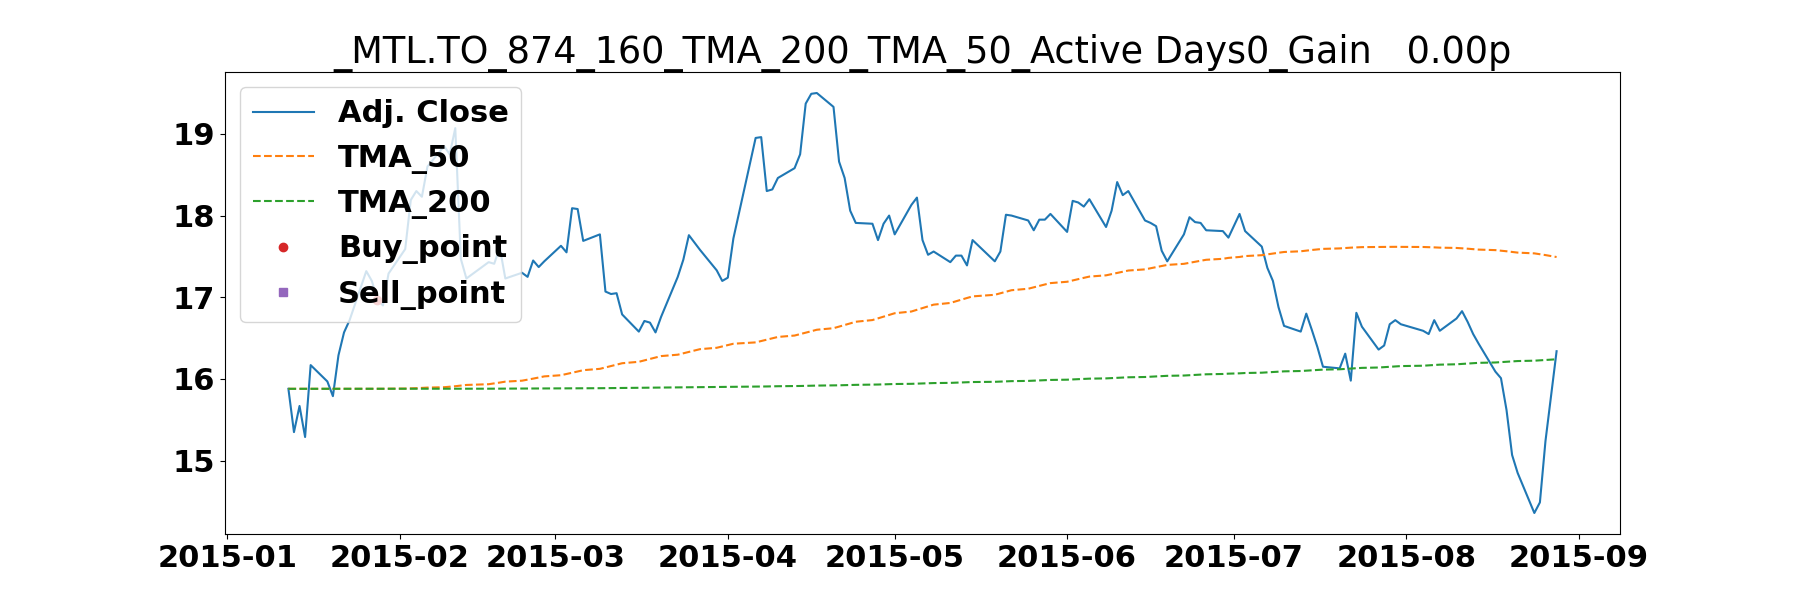 _MTL.TO_874_160_TMA_200_TMA_50_Active Days0_Gain   0.00p
Adj. Close
TMA_50
TMA_200
Buy_point
Sell_point
19
18
17
16
15
2015-01 2015-02 2015-03 2015-04 2015-05 2015-06 2015-07 2015-08 2015-09